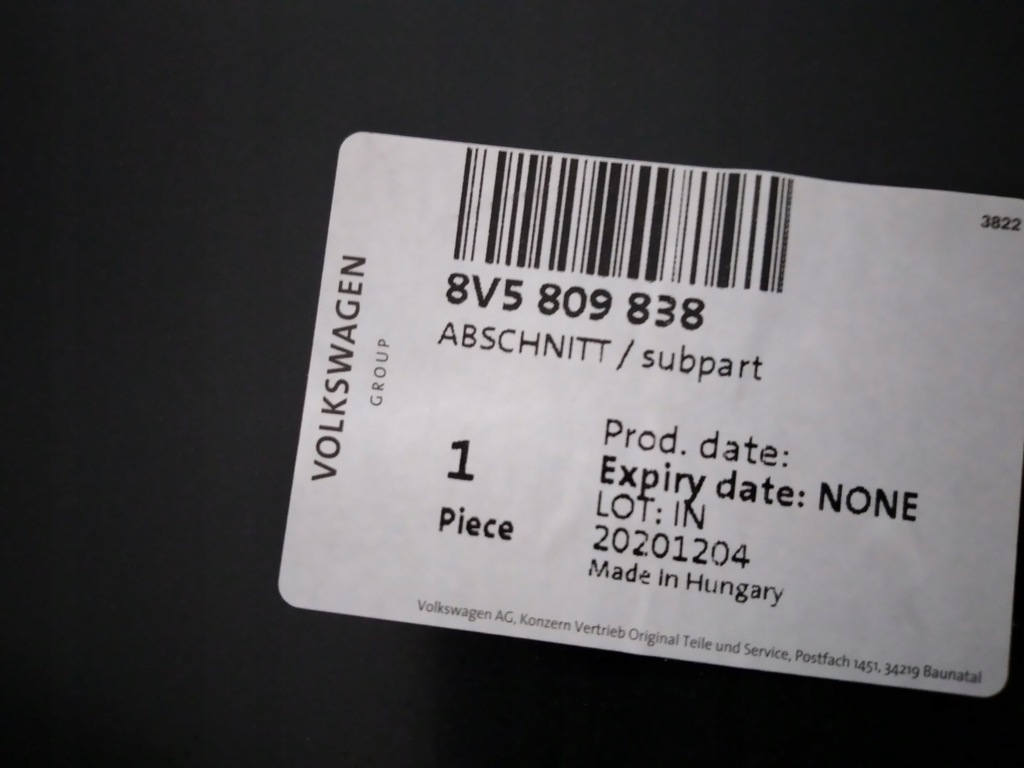 3822
VOLKSWAGEN
GROUP
8V5 809 838
ABSCHNITT / subpart
1
Piece
Prod. date:
Expiry date: NONE
LOT: IN
20201204
Made in Hungary
Volkswagen AG, Konzern Vertrieb Original Teile und Service, Postfach 1451, 34219 Baunatal